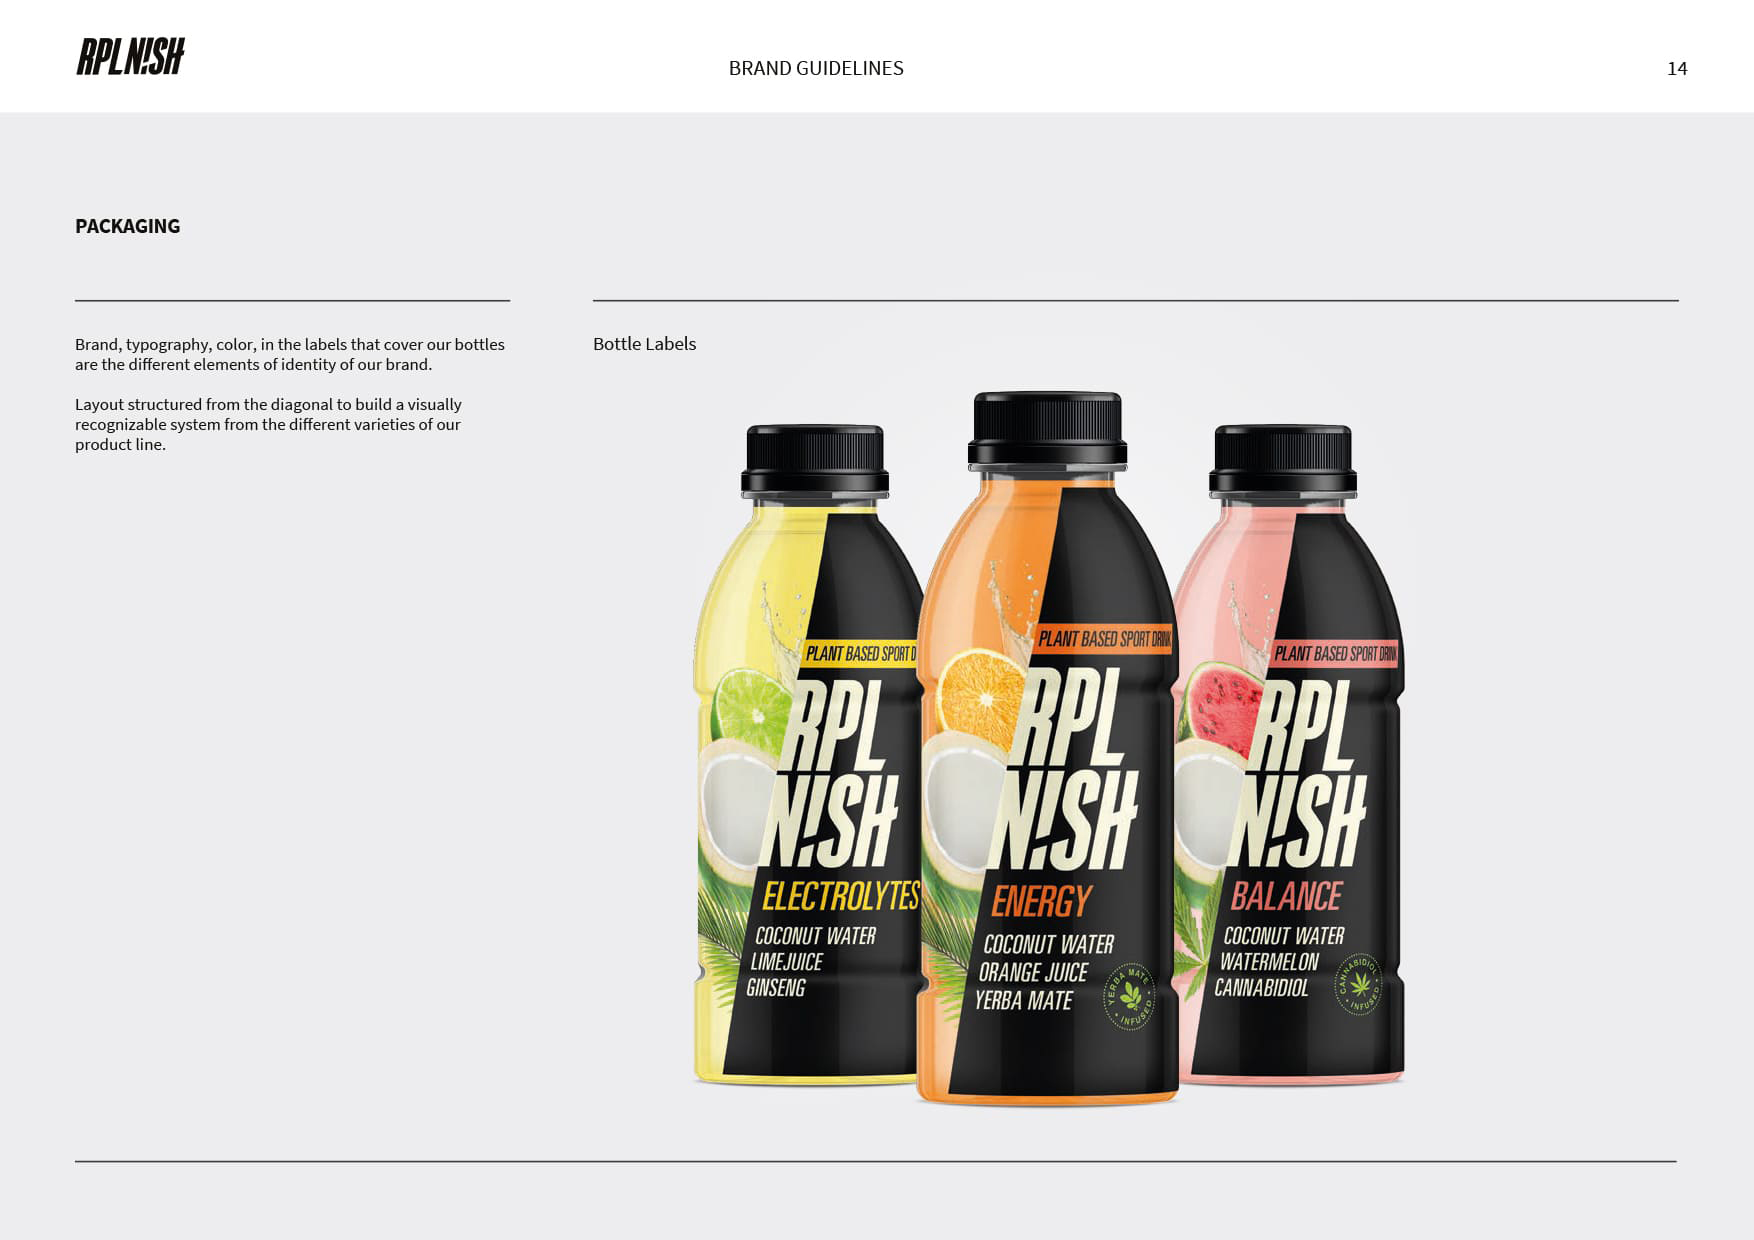 RPLN!SH
BRAND GUIDELINES
14
PACKAGING
Brand, typography, color, in the labels that cover our bottles
are the different elements of identity of our brand.
Layout structured from the diagonal to build a visually
recognizable system from the different varieties of our
product line.
Bottle Labels
PLANT BASED SPORT D
RPL
N!SH
ELECTROLYTES
COCONUT WATER
LIMEJUICE
GINSENG
PLANT BASED SPORT DRINK
RPL
N!SH
ENERGY
COCONUT WATER
ORANGE JUICE
YERBA MATE
YERBA MATE
• INFUSED •
PLANT BASED SPORT DRINK
RPL
N!SH
BALANCE
COCONUT WATER
WATERMELON
CANNABIDIOL
CANNABIDIOL
• INFUSED •